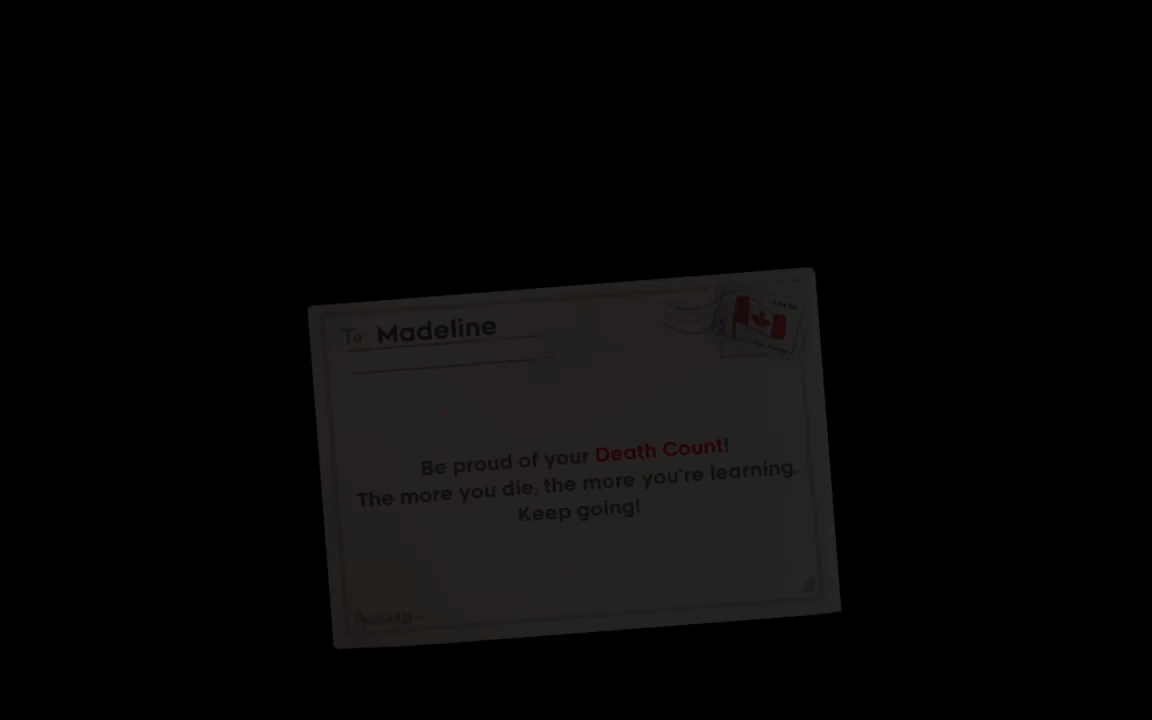 To: Madeline
Be proud of your Death Count!
The more you die, the more you're learning.
Keep going!